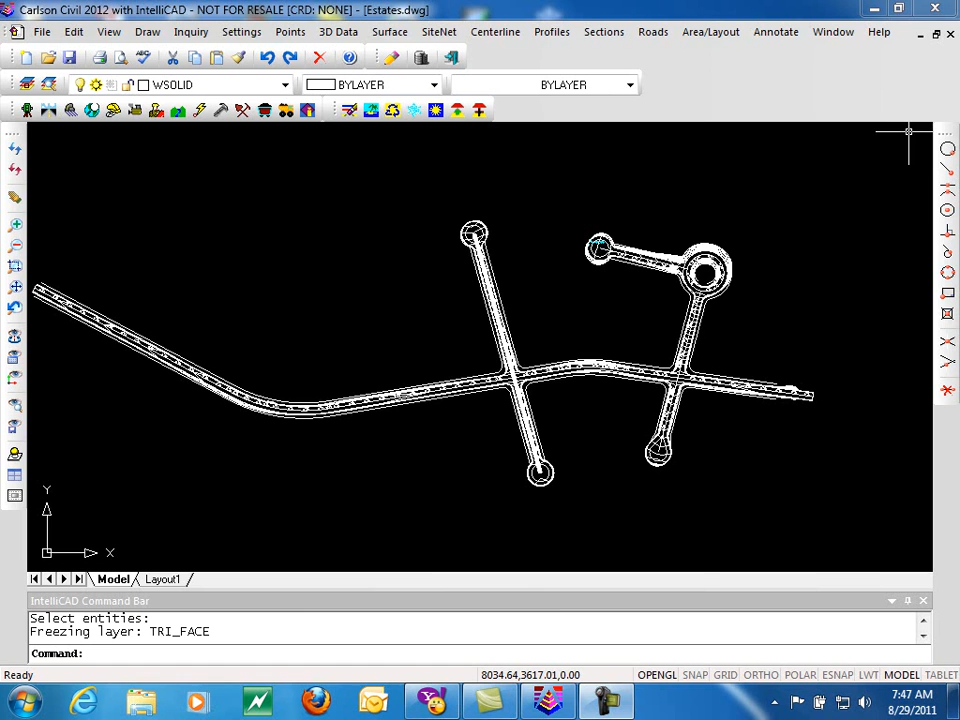 Carlson Civil 2012 with IntelliCAD - NOT FOR RESALE [CRD: NONE] - [Estates.dwg]
File Edit View Draw Inquiry Settings Points 3D Data Surface SiteNet Centerline Profiles Sections Roads Area/Layout Annotate Window Help
WSOLID BYLAYER BYLAYER
Y
X
Model Layout1
IntelliCAD Command Bar
Select entities:
Freezing layer: TRI_FACE
Command:
Ready 8034.64,3617.01,0.00 OPENGL SNAP GRID ORTHO POLAR ESNAP LWT MODEL TABLET
7:47 AM
8/29/2011